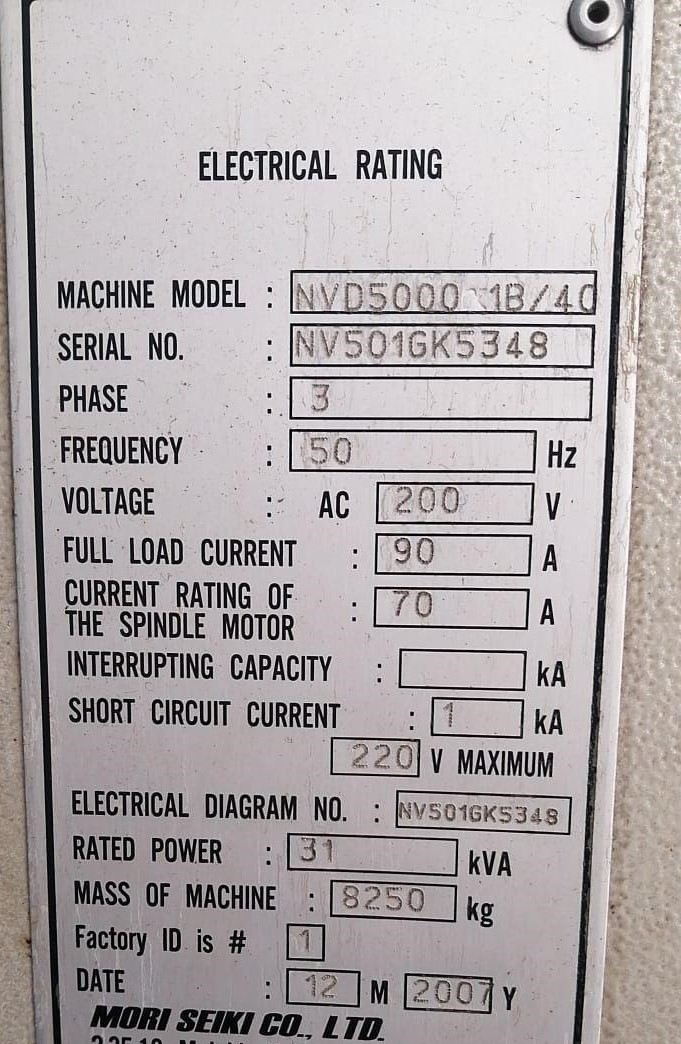 ELECTRICAL RATING
MACHINE MODEL : NVD5000 1B/40
SERIAL NO. : NV501GK5348
PHASE : 3
FREQUENCY : 50 Hz
VOLTAGE : AC 200 V
FULL LOAD CURRENT : 90 A
CURRENT RATING OF
THE SPINDLE MOTOR : 70 A
INTERRUPTING CAPACITY : kA
SHORT CIRCUIT CURRENT : 1 kA
220 V MAXIMUM
ELECTRICAL DIAGRAM NO. : NV501GK5348
RATED POWER : 31 kVA
MASS OF MACHINE : 8250 kg
Factory ID is # 1
DATE : 12 M 2007 Y
MORI SEIKI CO., LTD.